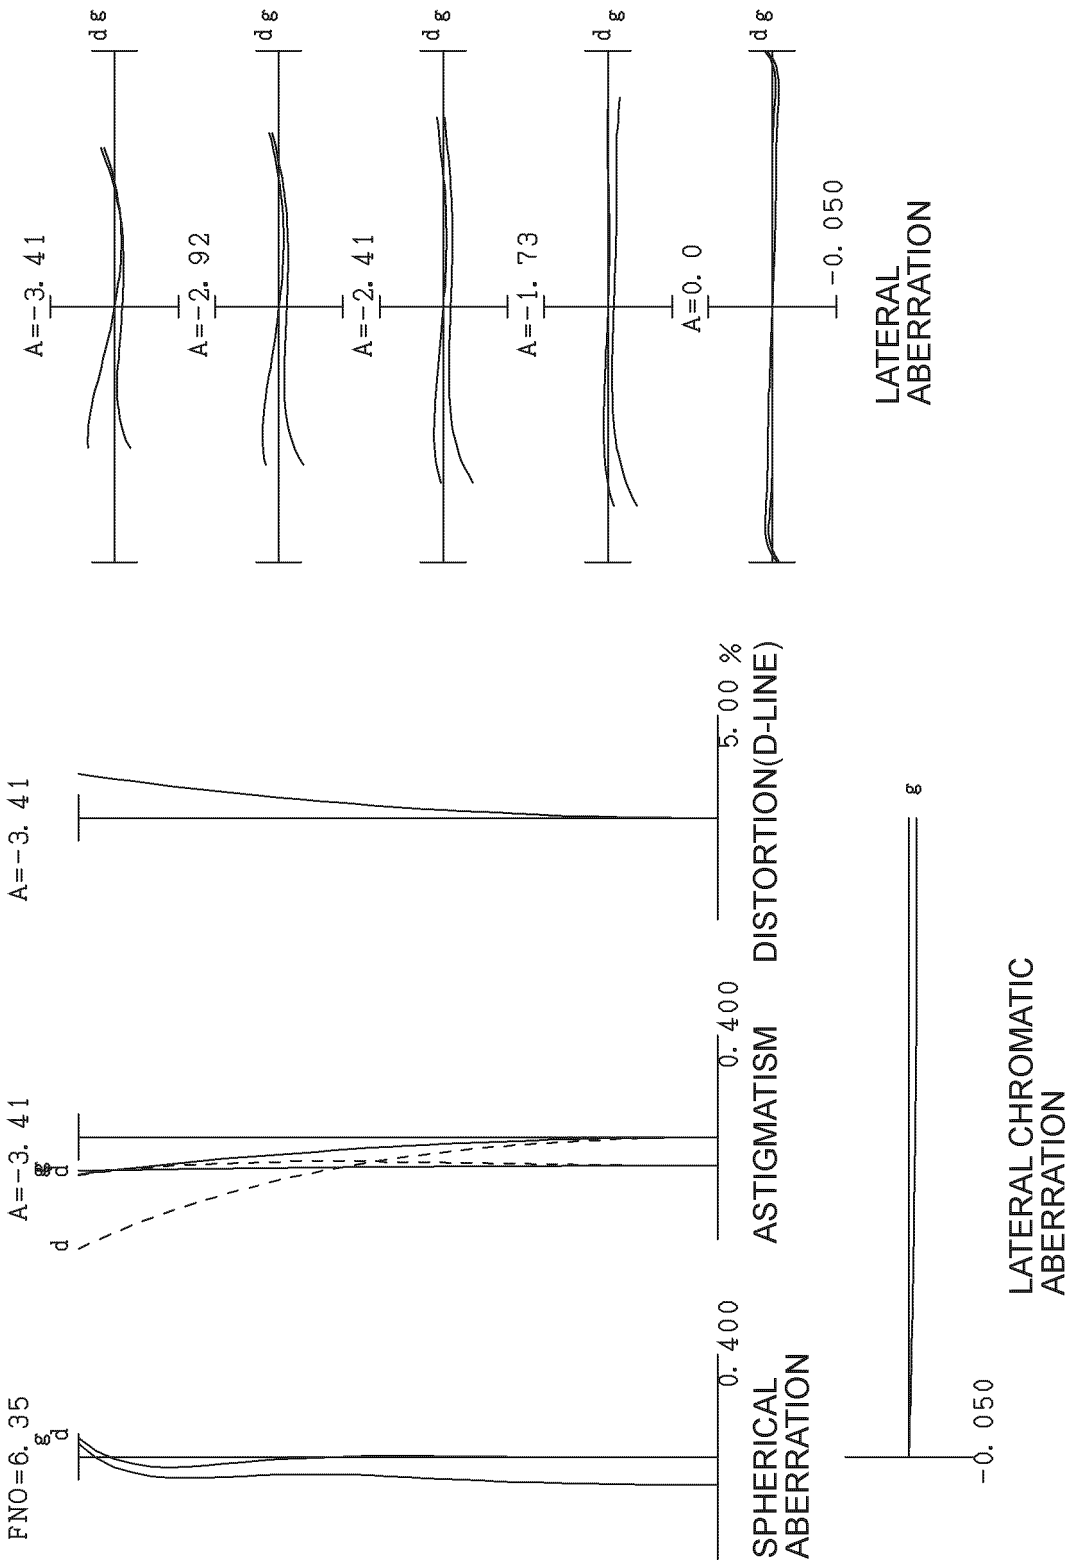 FNO=6. 35
g
d
0. 400
SPHERICAL
ABERRATION
A=-3. 41
g
d
d
0. 400
ASTIGMATISM
A=-3. 41
5. 00 %
DISTORTION(D-LINE)
g
-0. 050
LATERAL CHROMATIC
ABERRATION
A=-3. 41
d g
A=-2. 92
d g
A=-2. 41
d g
A=-1. 73
d g
A=0. 0
d g
-0. 050
LATERAL
ABERRATION